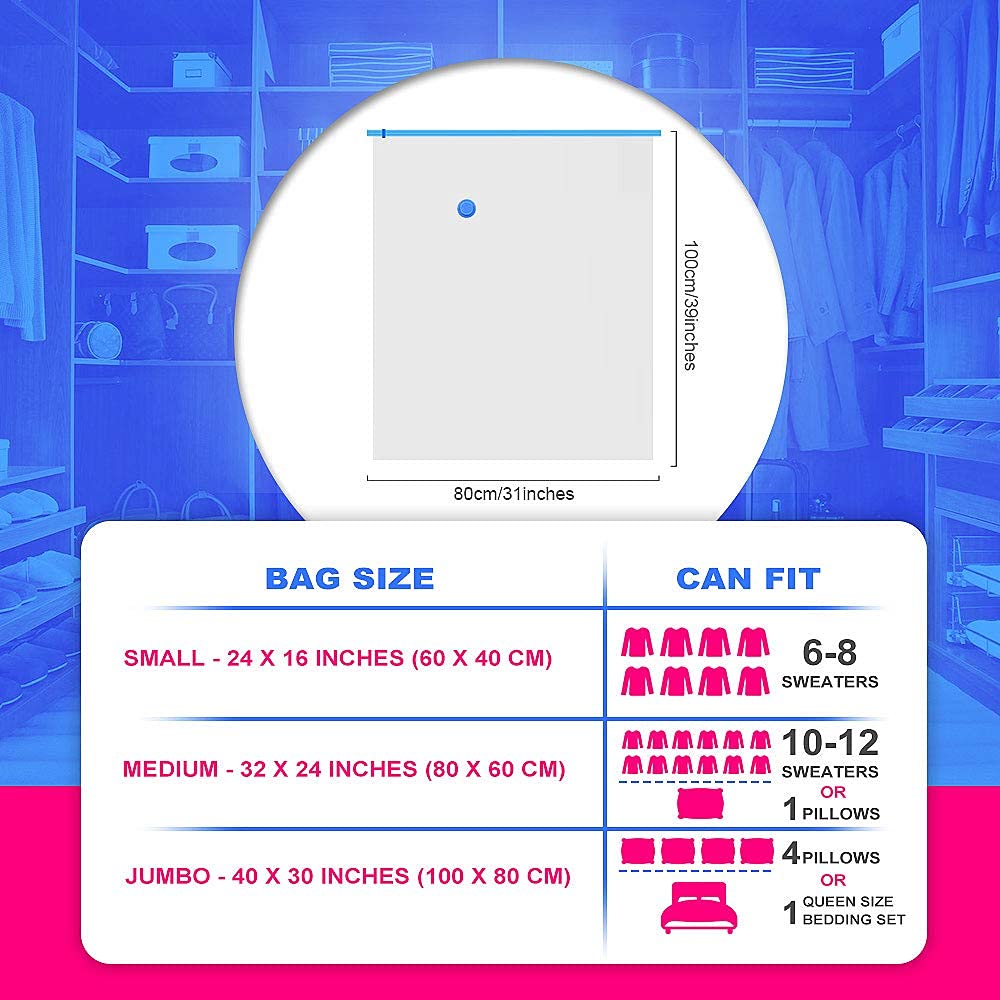 100cm/39inches
80cm/31inches
BAG SIZE
CAN FIT
SMALL - 24 X 16 INCHES (60 X 40 CM)
6-8
SWEATERS
MEDIUM - 32 X 24 INCHES (80 X 60 CM)
10-12
SWEATERS
OR
1 PILLOWS
JUMBO - 40 X 30 INCHES (100 X 80 CM)
4 PILLOWS
OR
1 QUEEN SIZE
BEDDING SET